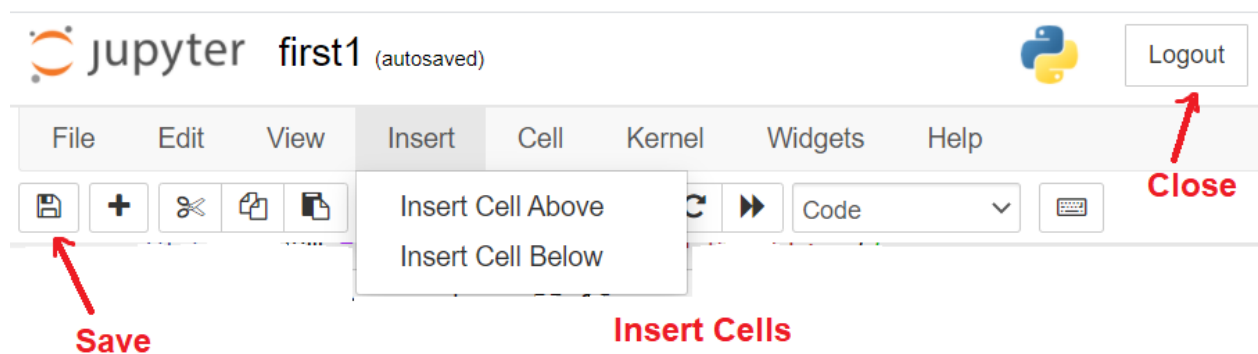 jupyter first1 (autosaved) Logout
File Edit View Insert Cell Kernel Widgets Help
Close
Insert Cell Above
Code
Insert Cell Below
Insert Cells
Save